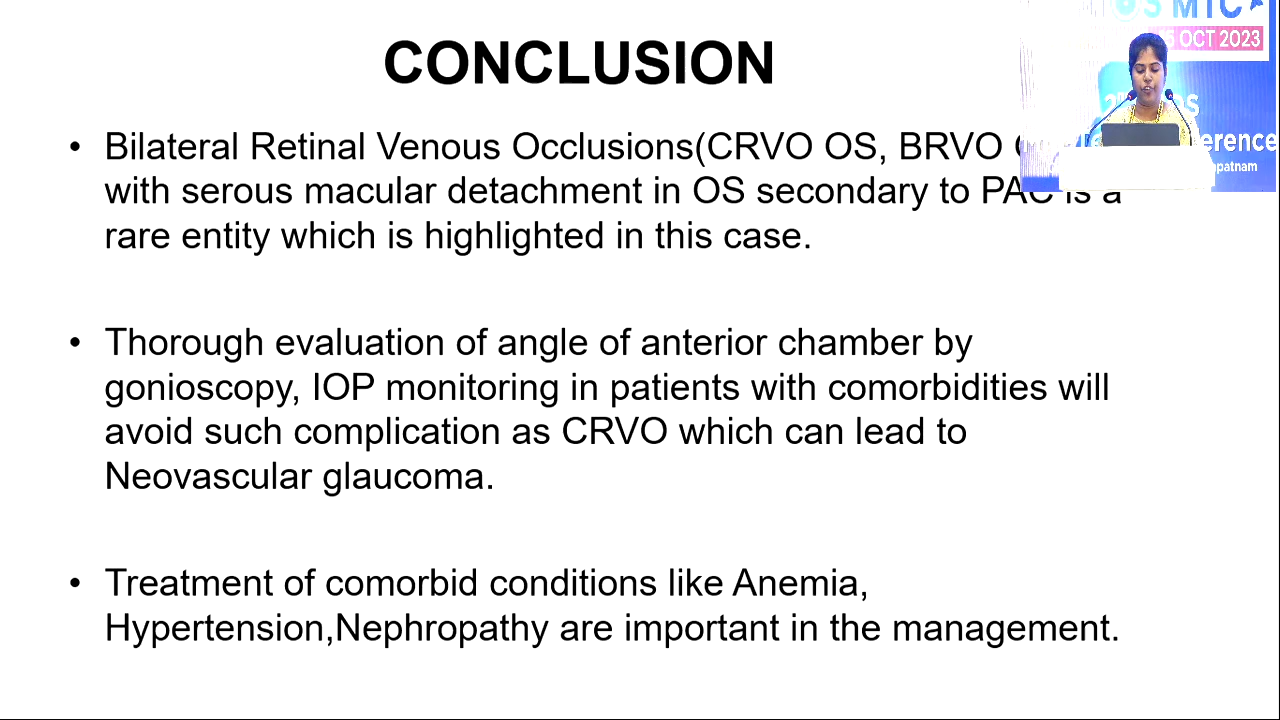 CONCLUSION
• Bilateral Retinal Venous Occlusions(CRVO OS, BRVO
with serous macular detachment in OS secondary to PAC is a
rare entity which is highlighted in this case.
• Thorough evaluation of angle of anterior chamber by
gonioscopy, IOP monitoring in patients with comorbidities will
avoid such complication as CRVO which can lead to
Neovascular glaucoma.
• Treatment of comorbid conditions like Anemia,
Hypertension,Nephropathy are important in the management.
MTC
OCT 2023